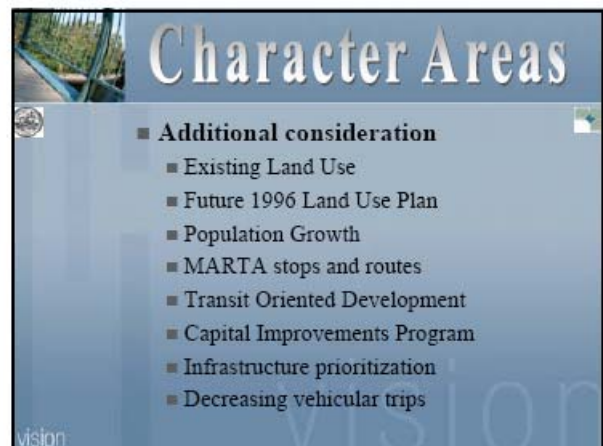 Character Areas
Additional consideration
Existing Land Use
Future 1996 Land Use Plan
Population Growth
MARTA stops and routes
Transit Oriented Development
Capital Improvements Program
Infrastructure prioritization
Decreasing vehicular trips
vision
vision